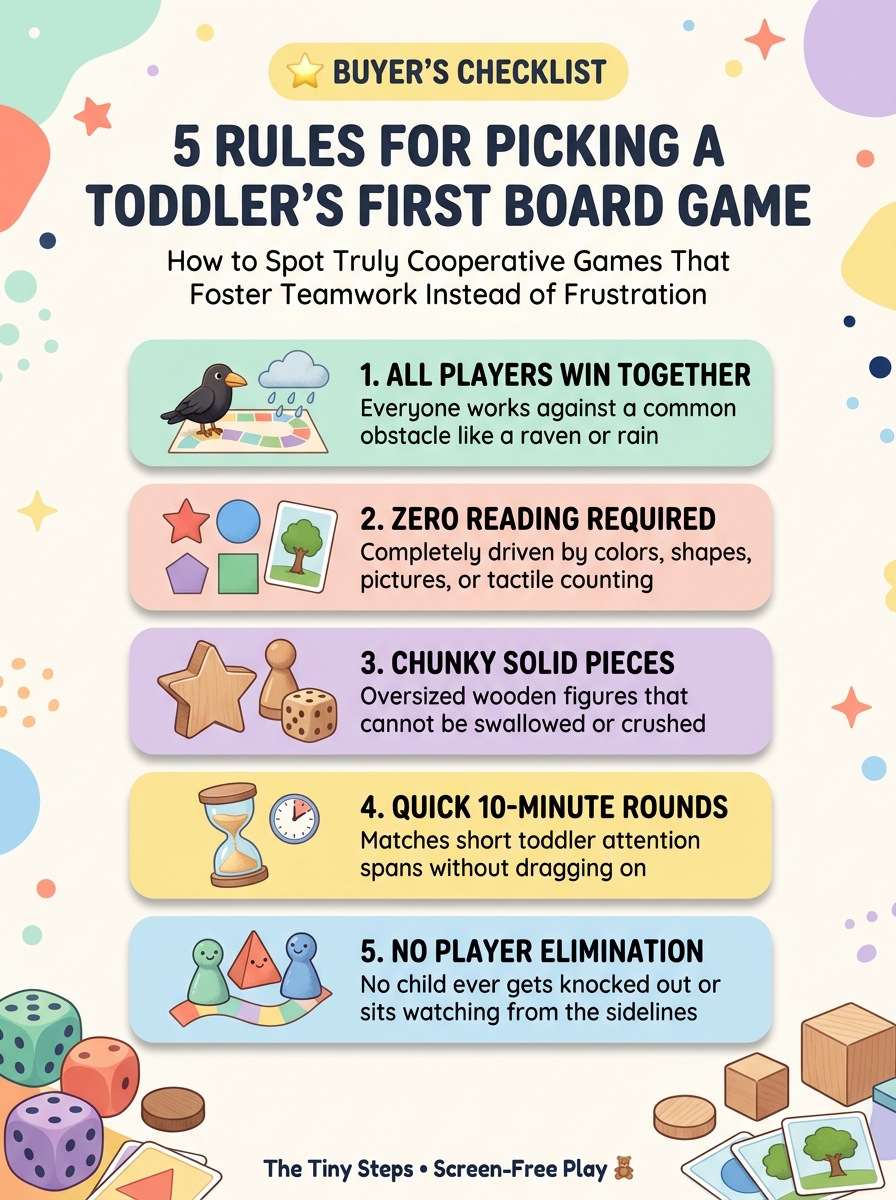 ⭐ BUYER'S CHECKLIST
5 RULES FOR PICKING A
TODDLER'S FIRST BOARD GAME
How to Spot Truly Cooperative Games That
Foster Teamwork Instead of Frustration
1. ALL PLAYERS WIN TOGETHER
Everyone works against a common
obstacle like a raven or rain
2. ZERO READING REQUIRED
Completely driven by colors, shapes,
pictures, or tactile counting
3. CHUNKY SOLID PIECES
Oversized wooden figures that
cannot be swallowed or crushed
4. QUICK 10-MINUTE ROUNDS
Matches short toddler attention
spans without dragging on
5. NO PLAYER ELIMINATION
No child ever gets knocked out or
sits watching from the sidelines
The Tiny Steps • Screen-Free Play 🧸